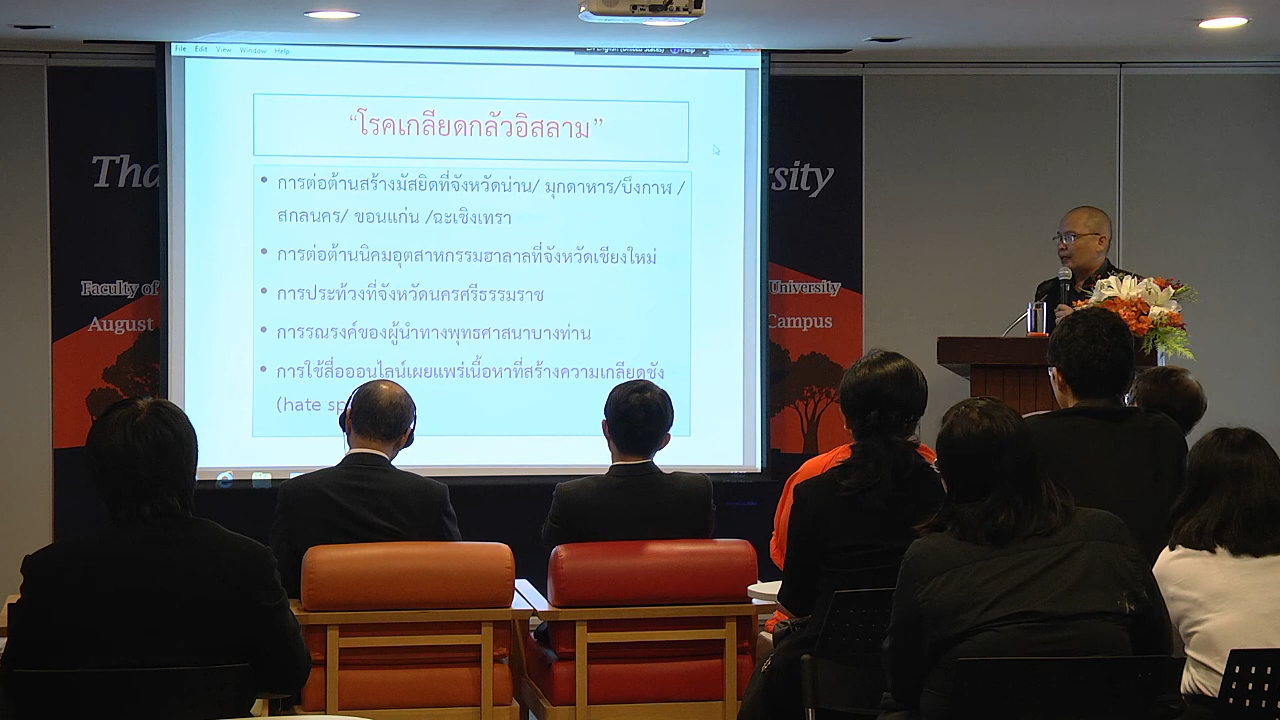 File Edit View Window Help
EN English (United States) Help
"โรคเกลียดกลัวอิสลาม"
• การต่อต้านสร้างมัสยิดที่จังหวัดน่าน/ มุกดาหาร/บึงกาฬ /
สกลนคร/ ขอนแก่น /ฉะเชิงเทรา
• การต่อต้านนิคมอุตสาหกรรมฮาลาลที่จังหวัดเชียงใหม่
• การประท้วงที่จังหวัดนครศรีธรรมราช
• การรณรงค์ของผู้นำทางพุทธศาสนาบางท่าน
• การใช้สื่อออนไลน์เผยแพร่เนื้อหาที่สร้างความเกลียดชัง
(hate sp
Tha
sity
Faculty of
University
August
Campus